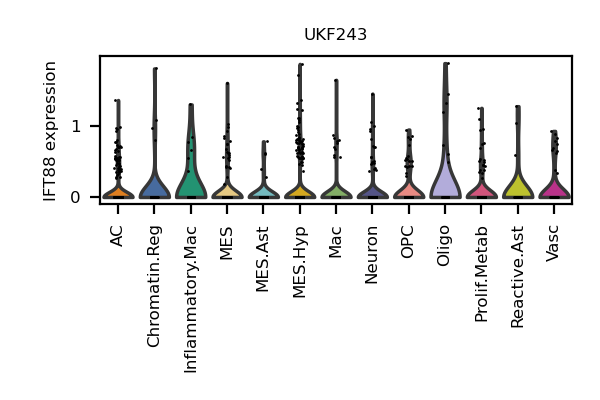 UKF243
IFT88 expression
1
0
AC
Chromatin.Reg
Inflammatory.Mac
MES
MES.Ast
MES.Hyp
Mac
Neuron
OPC
Oligo
Prolif.Metab
Reactive.Ast
Vasc